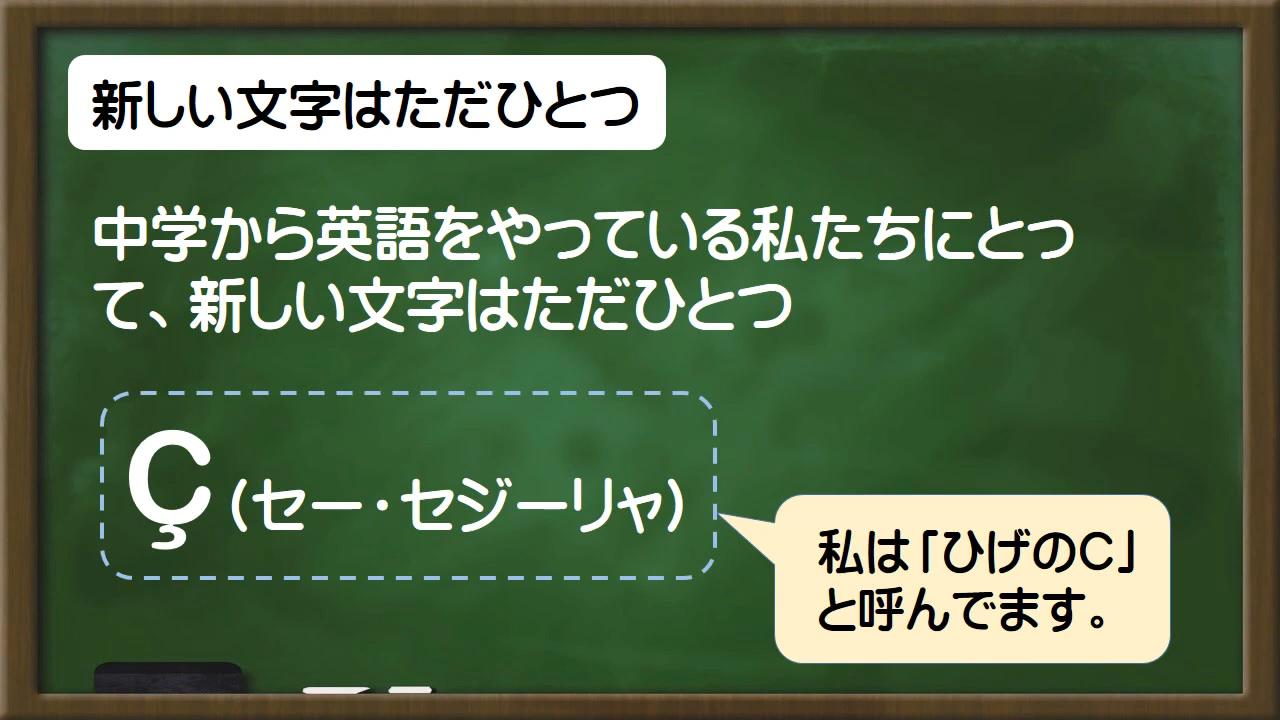 新しい文字はただひとつ
中学から英語をやっている私たちにとっ
て、新しい文字はただひとつ
Ç(セー・セジーリャ)
私は「ひげのC」
と呼んでます。